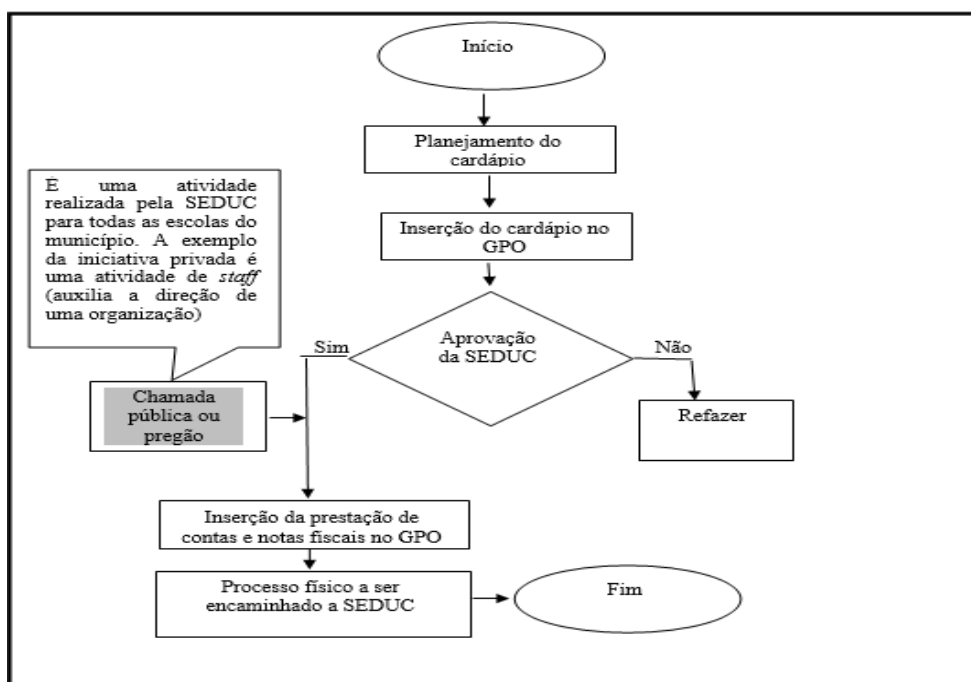 Início
Planejamento do
cardápio
É uma atividade
realizada pela SEDUC
para todas as escolas do
município. A exemplo
da iniciativa privada é
uma atividade de staff
(auxilia a direção de
uma organização)
Inserção do cardápio no
GPO
Aprovação
da SEDUC
Sim
Não
Chamada
pública ou
pregão
Refazer
Inserção da prestação de
contas e notas fiscais no GPO
Processo físico a ser
encaminhado a SEDUC
Fim